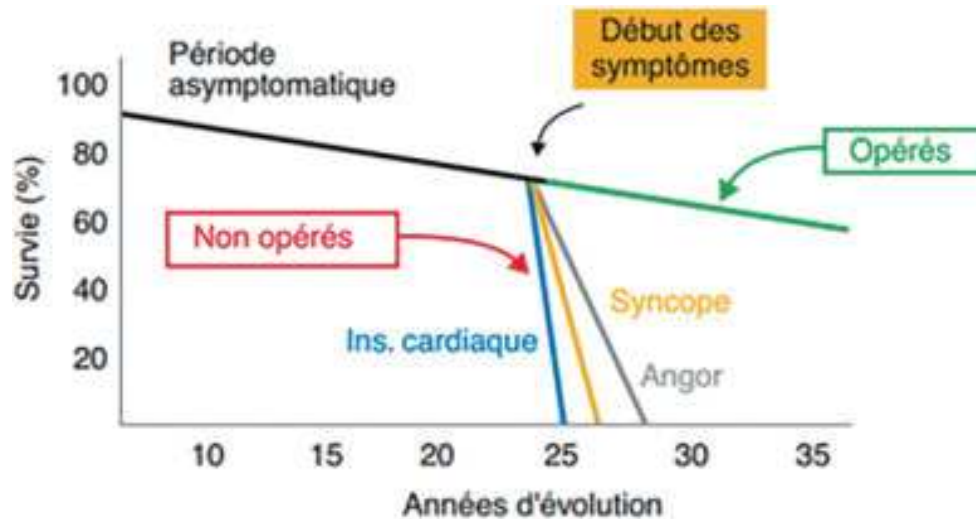 Période
asymptomatique
Début des
symptômes
Opérés
Non opérés
Syncope
Ins. cardiaque
Angor
Survie (%)
100
80
60
40
20
10 15 20 25 30 35
Années d'évolution